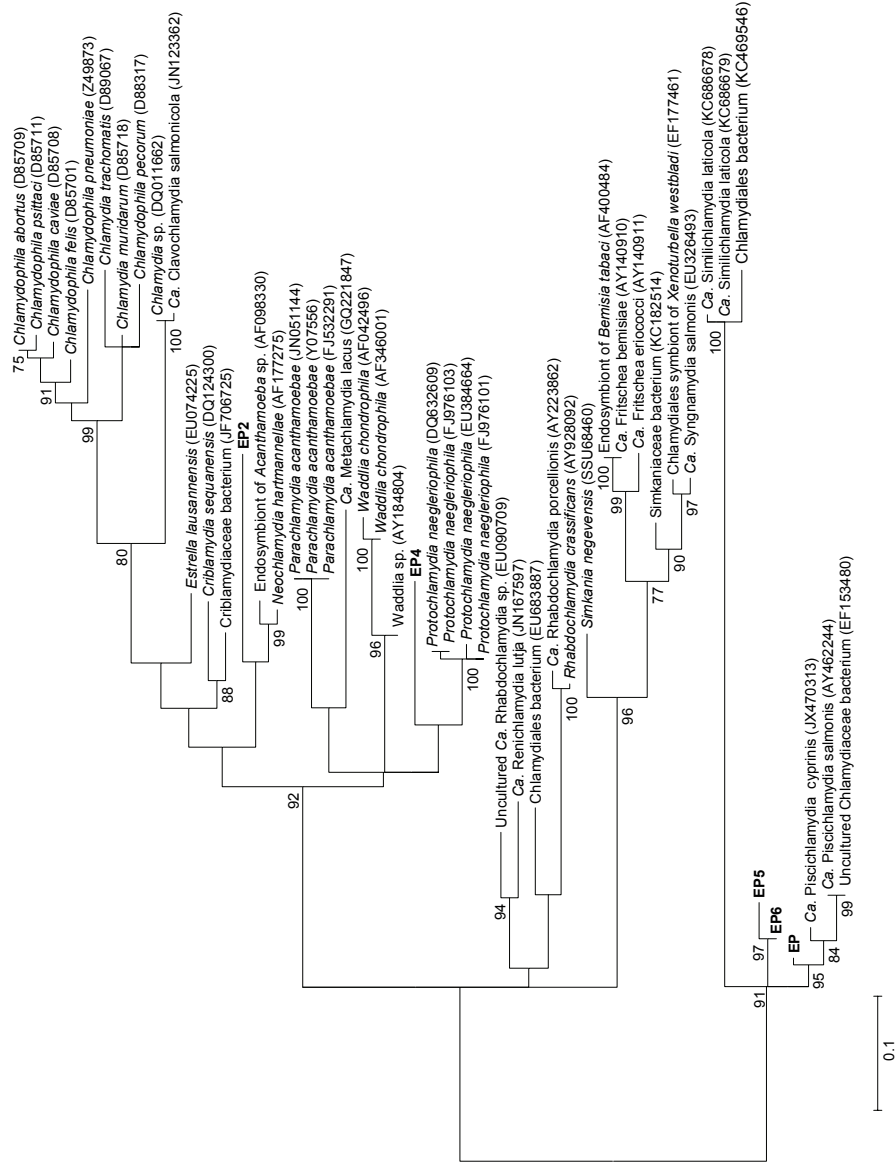 Chlamydophila abortus (D85709)
75
Chlamydophila psittaci (D85711)
Chlamydophila caviae (D85708)
91
Chlamydophila felis (D85701)
Chlamydophila pneumoniae (Z49873)
99
Chlamydia trachomatis (D89067)
Chlamydia muridarum (D85718)
Chlamydophila pecorum (D88317)
80
Chlamydia sp. (DQ011662)
Ca. Clavochlamydia salmonicola (JN123362)
100
Estrella lausannensis (EU074225)
Criblamydia sequanensis (DQ124300)
Criblamydiaceae bacterium (JF706725)
88
EP2
Endosymbiont of Acanthamoeba sp. (AF098330)
Neochlamydia hartmannellae (AF177275)
99
92
Parachlamydia acanthamoebae (JN051144)
100
Parachlamydia acanthamoebae (Y07556)
Parachlamydia acanthamoebae (FJ532291)
Ca. Metachlamydia lacus (GQ221847)
Waddlia chondrophila (AF042496)
100
Waddlia chondrophila (AF346001)
96
Waddlia sp. (AY184804)
EP4
Protochlamydia naegleriophila (DQ632609)
Protochlamydia naegleriophila (FJ976103)
Protochlamydia naegleriophila (EU384664)
100
Protochlamydia naegleriophila (FJ976101)
Uncultured Ca. Rhabdochlamydia sp. (EU090709)
94
Ca. Renichlamydia lutja (JN167597)
Chlamydiales bacterium (EU683887)
Ca. Rhabdochlamydia porcellionis (AY223862)
100
Rhabdochlamydia crassificans (AY928092)
Simkania negevensis (SSU68460)
96
Endosymbiont of Bemisia tabaci (AF400484)
100
Ca. Fritschea bemisiae (AY140910)
99
Ca. Fritschea eriococci (AY140911)
77
Simkaniaceae bacterium (KC182514)
90
Chlamydiales symbiont of Xenoturbella westbladi (EF177461)
97
Ca. Syngnamydia salmonis (EU326493)
Ca. Similichlamydia laticola (KC686678)
100
Ca. Similichlamydia laticola (KC686679)
Chlamydiales bacterium (KC469546)
91
EP5
97
EP6
EP
95
Ca. Piscichlamydia cyprinis (JX470313)
84
Ca. Piscichlamydia salmonis (AY462244)
99
Uncultured Chlamydiaceae bacterium (EF153480)
0.1